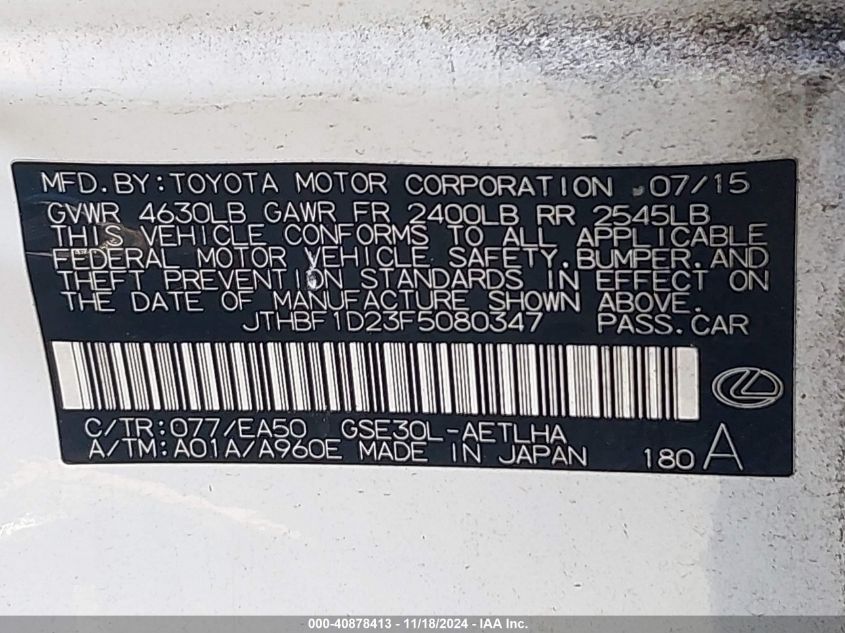 MFD. BY: TOYOTA MOTOR CORPORATION 07/15
GVWR 4630LB GAWR FR 2400LB RR 2545LB
THIS VEHICLE CONFORMS TO ALL APPLICABLE
FEDERAL MOTOR VEHICLE SAFETY, BUMPER, AND
THEFT PREVENTION STANDARDS IN EFFECT ON
THE DATE OF MANUFACTURE SHOWN ABOVE.
JTHBF1D23F5080347 PASS. CAR
C/TR: 077/EA50 GSE30L-AETLHA
A/TM: A01A/A960E MADE IN JAPAN 180 A
000-40878413 - 11/18/2024 - IAA Inc.